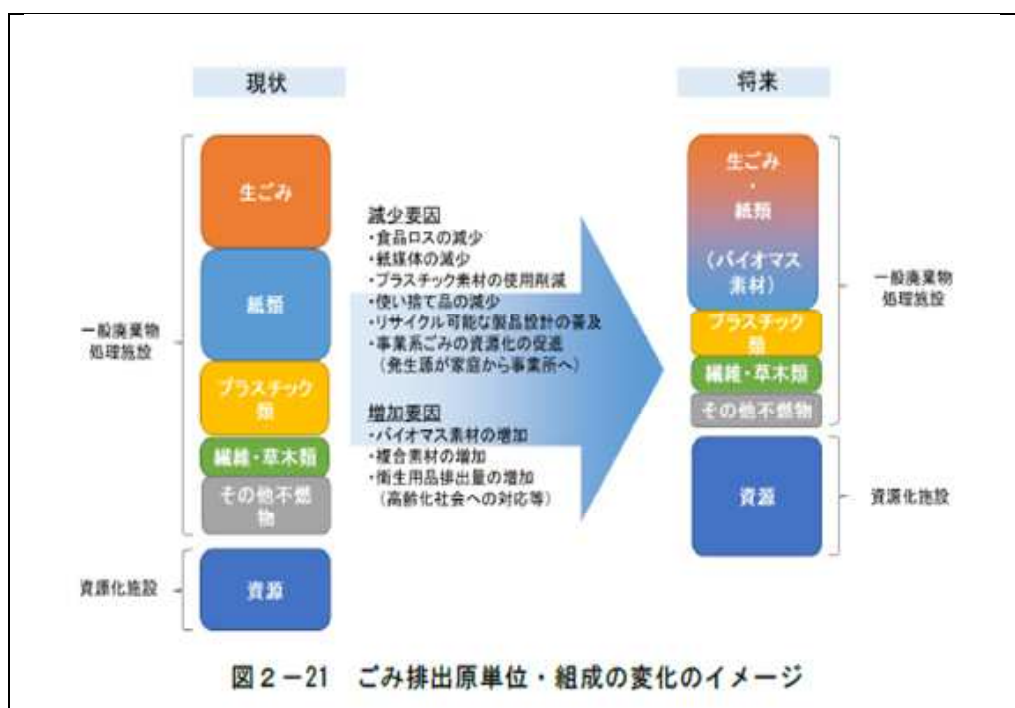 現状
生ごみ
紙類
プラスチック
類
繊維・草木類
その他不燃
物
資源
一般廃棄物
処理施設
資源化施設
減少要因
・食品ロスの減少
・紙媒体の減少
・プラスチック素材の使用削減
・使い捨て品の減少
・リサイクル可能な製品設計の普及
・事業系ごみの資源化の促進
（発生源が家庭から事業所へ）
増加要因
・バイオマス素材の増加
・複合素材の増加
・衛生用品排出量の増加
（高齢化社会への対応等）
将来
生ごみ
・
紙類
（バイオマス
素材）
プラスチック
類
繊維・草木類
その他不燃物
資源
一般廃棄物
処理施設
資源化施設
図２－21　ごみ排出原単位・組成の変化のイメージ